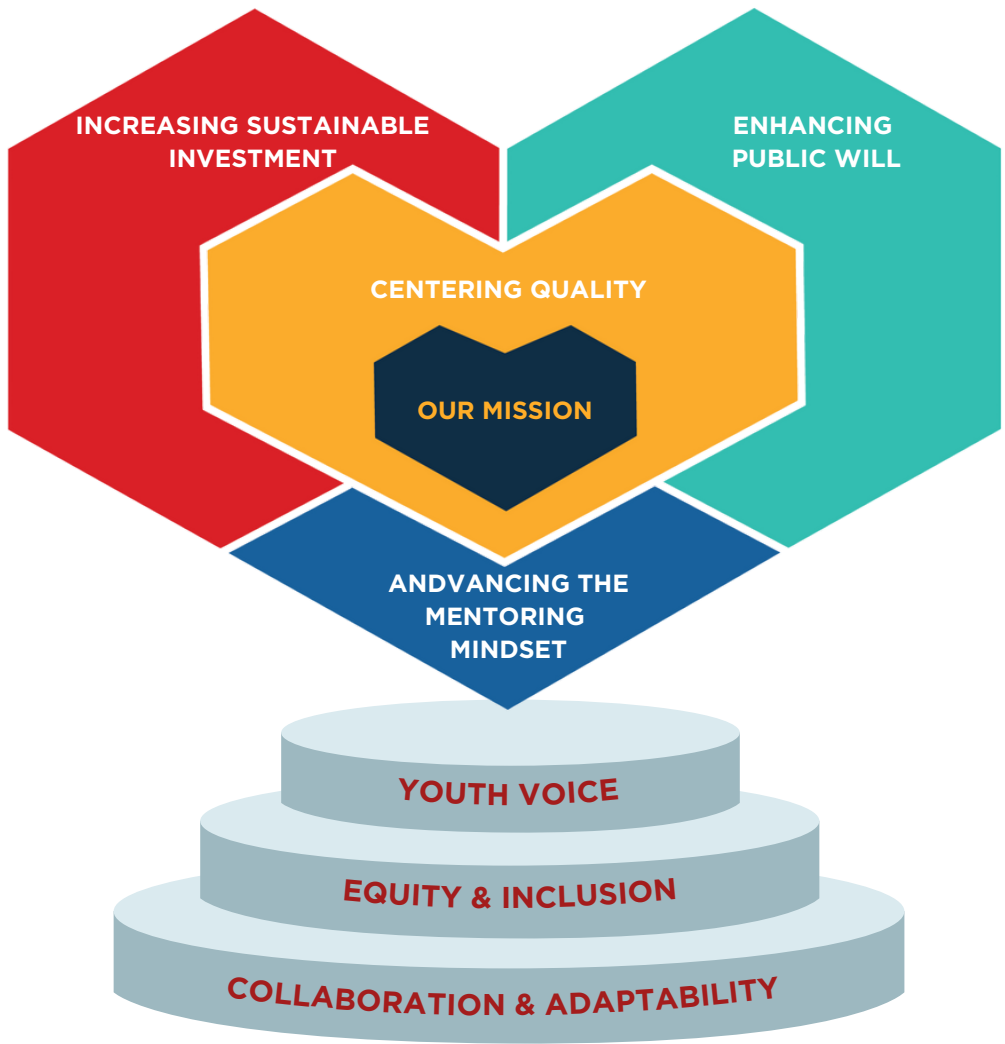 INCREASING SUSTAINABLE
INVESTMENT
ENHANCING
PUBLIC WILL
CENTERING QUALITY
OUR MISSION
ANDVANCING THE
MENTORING
MINDSET
YOUTH VOICE
EQUITY & INCLUSION
COLLABORATION & ADAPTABILITY